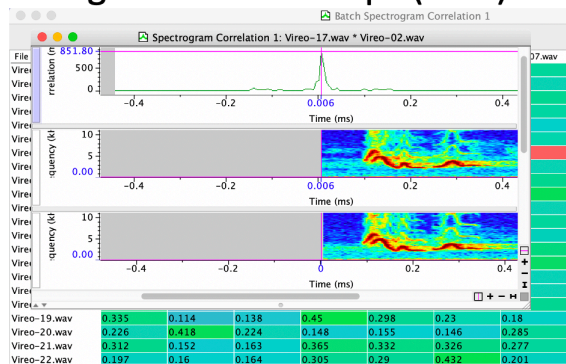 Batch Spectrogram Correlation 1
Spectrogram Correlation 1: Vireo-17.wav * Vireo-02.wav
File
07.wav
851.80
500
0
-0.4 -0.2 0.006 0.2 0.4
Time (ms)
10
5
0.00
-0.4 -0.2 0.006 0.2 0.4
Time (ms)
10
5
0.00
-0.4 -0.2 0 0.2 0.4
Time (ms)
Vireo-19.wav 0.335 0.114 0.138 0.45 0.298 0.23 0.18
Vireo-20.wav 0.226 0.418 0.224 0.148 0.155 0.146 0.285
Vireo-21.wav 0.312 0.152 0.163 0.365 0.332 0.326 0.277
Vireo-22.wav 0.197 0.16 0.164 0.305 0.29 0.432 0.201